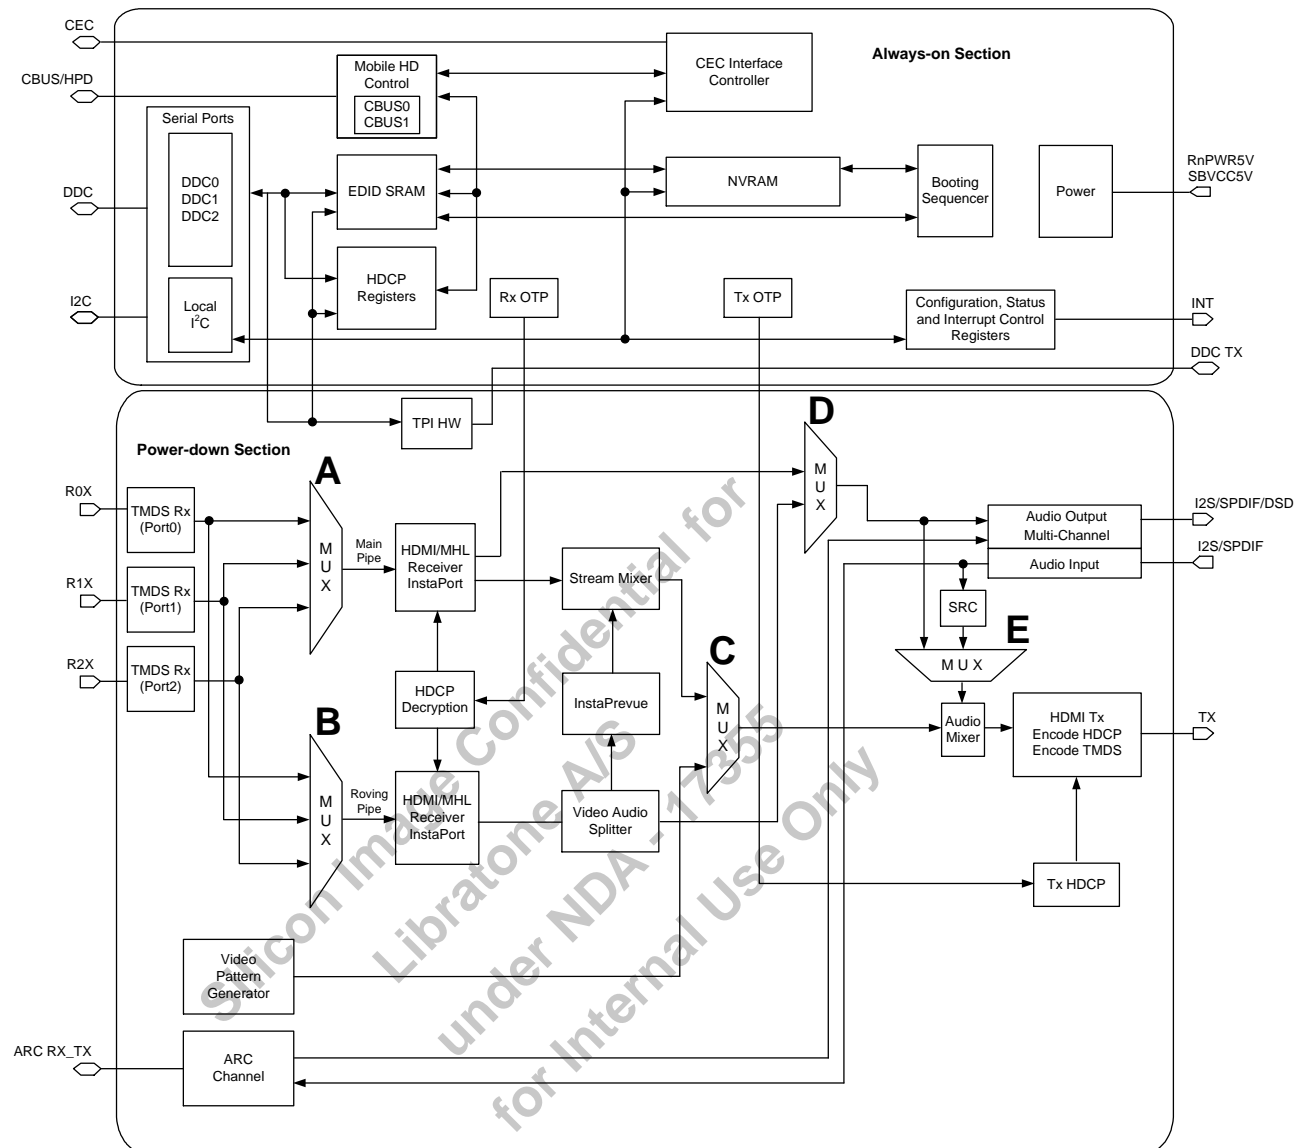 CEC
CBUS/HPD
DDC
I2C
Always-on Section
Mobile HD
Control
CBUS0
CBUS1
CEC Interface
Controller
Serial Ports
DDC0
DDC1
DDC2
Local
I²C
EDID SRAM
NVRAM
Booting
Sequencer
Power
RnPWR5V
SBVCC5V
HDCP
Registers
Rx OTP
Tx OTP
Configuration, Status
and Interrupt Control
Registers
INT
DDC TX
TPI HW
Power-down Section
R0X
R1X
R2X
TMDS Rx
(Port0)
TMDS Rx
(Port1)
TMDS Rx
(Port2)
A
MUX
Main
Pipe
HDMI/MHL
Receiver
InstaPort
Stream Mixer
D
MUX
Audio Output
Multi-Channel
Audio Input
I2S/SPDIF/DSD
I2S/SPDIF
SRC
E
MUX
HDCP
Decryption
InstaPrevue
C
MUX
Audio
Mixer
HDMI Tx
Encode HDCP
Encode TMDS
TX
B
MUX
Roving
Pipe
HDMI/MHL
Receiver
InstaPort
Video Audio
Splitter
Tx HDCP
Video
Pattern
Generator
ARC RX_TX
ARC
Channel
Silicon Image Confidential for
Libratone A/S
under NDA - 17355
for Internal Use Only